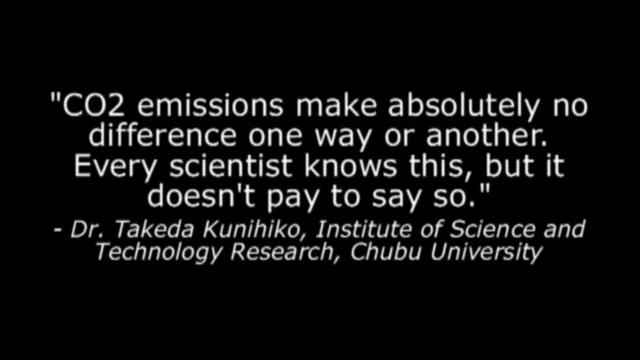 "CO2 emissions make absolutely no
difference one way or another.
Every scientist knows this, but it
doesn't pay to say so."
- Dr. Takeda Kunihiko, Institute of Science and
Technology Research, Chubu University